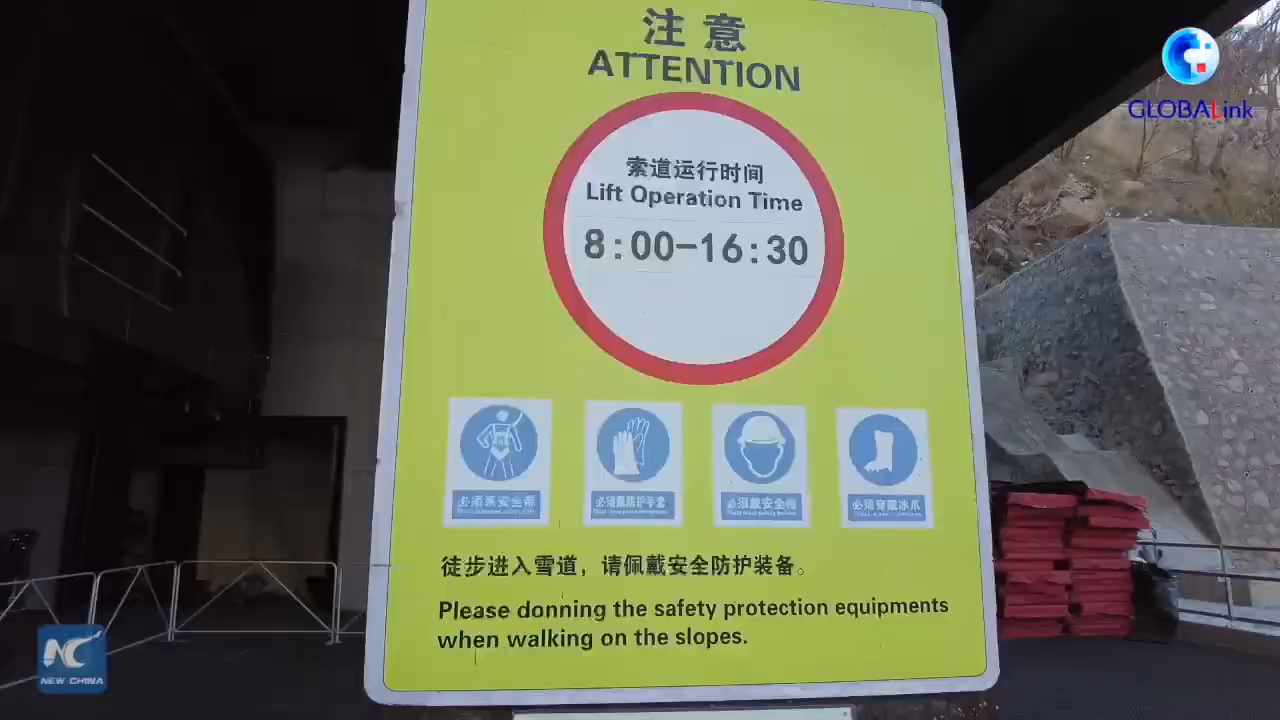 注意
ATTENTION
GLOBALink
索道运行时间
Lift Operation Time
8:00-16:30
必须系安全带
必须戴防护手套
必须戴安全帽
必须穿戴冰爪
徒步进入雪道，请佩戴安全防护装备。
Please donning the safety protection equipments
when walking on the slopes.
NC
NEW CHINA